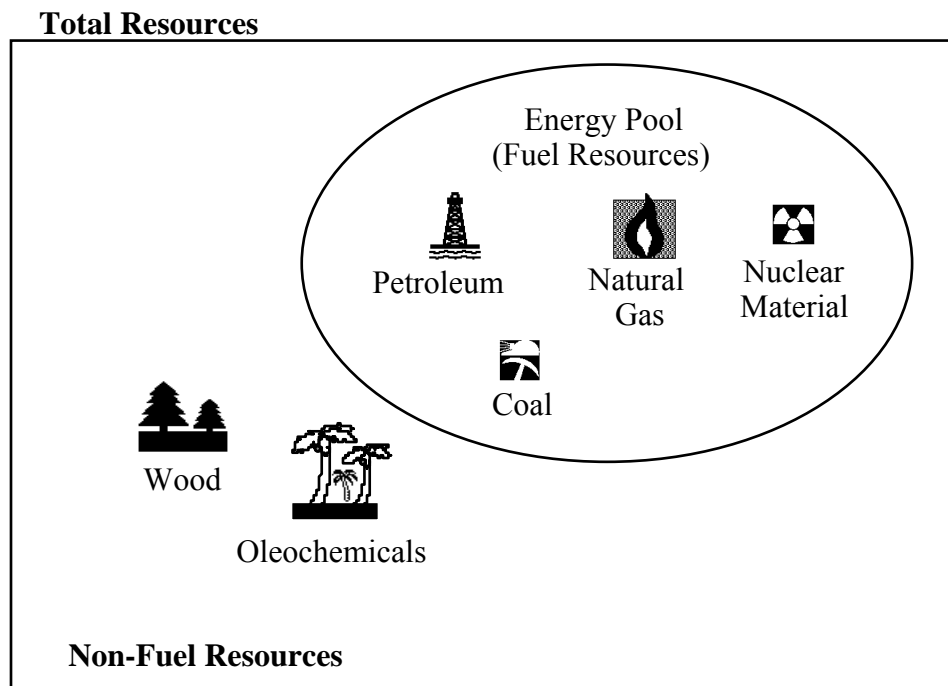 Total Resources
Energy Pool
(Fuel Resources)
Petroleum
Natural
Gas
Nuclear
Material
Coal
Wood
Oleochemicals
Non-Fuel Resources